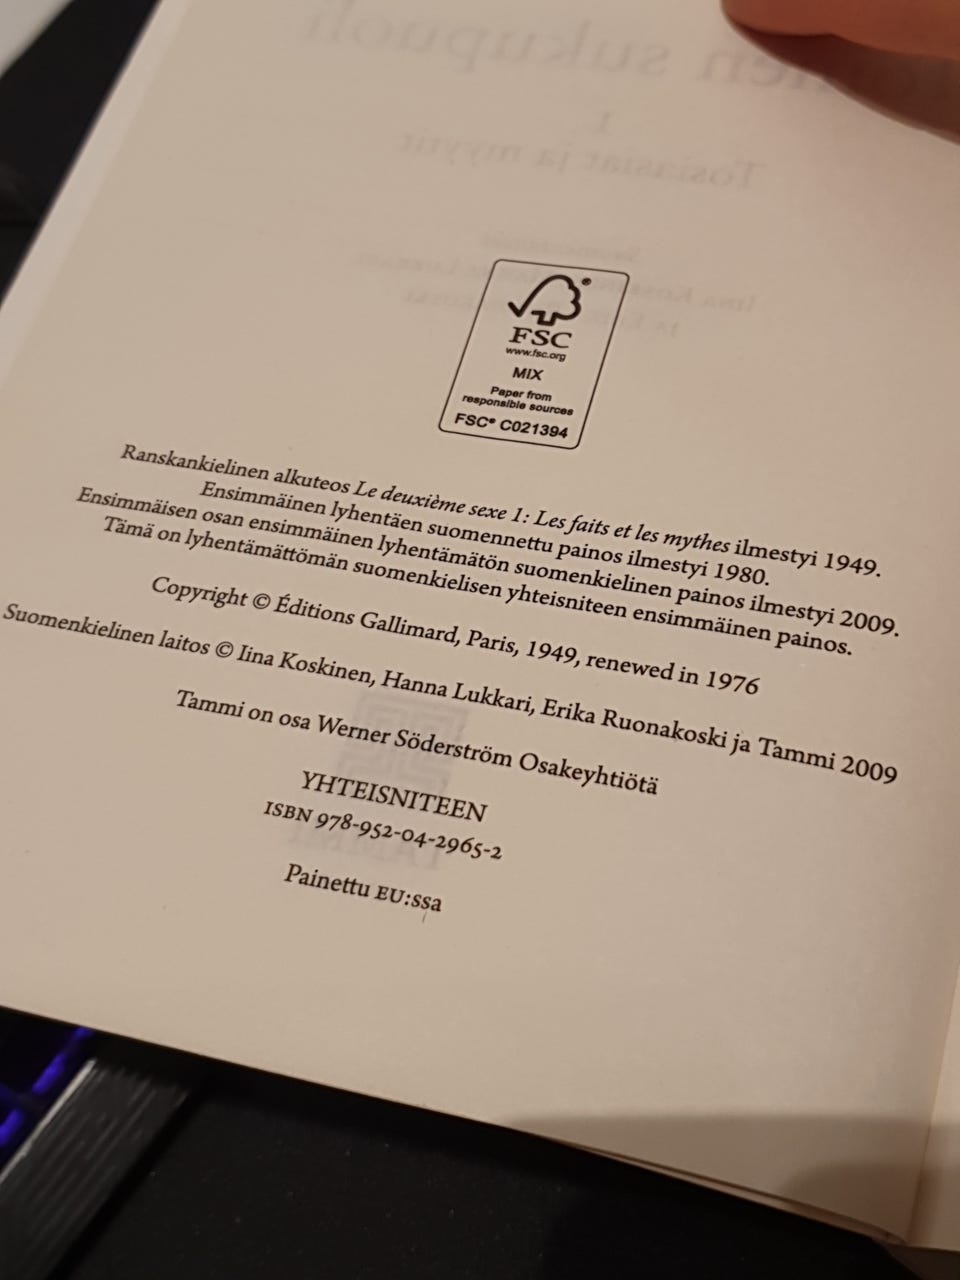 sukupuoli
I
Tosiasiat ja myytit
FSC
www.fsc.org
MIX
Paper from
responsible sources
FSC® C021394
Ranskankielinen alkuteos Le deuxième sexe 1: Les faits et les mythes ilmestyi 1949.
Ensimmäinen lyhentäen suomennettu painos ilmestyi 1980.
Ensimmäisen osan ensimmäinen lyhentämätön suomenkielinen painos ilmestyi 2009.
Tämä on lyhentämättömän suomenkielisen yhteisniteen ensimmäinen painos.
Copyright © Éditions Gallimard, Paris, 1949, renewed in 1976
Suomenkielinen laitos © Iina Koskinen, Hanna Lukkari, Erika Ruonakoski ja Tammi 2009
Tammi on osa Werner Söderström Osakeyhtiötä
YHTEISNITEEN
ISBN 978-952-04-2965-2
Painettu EU:ssa